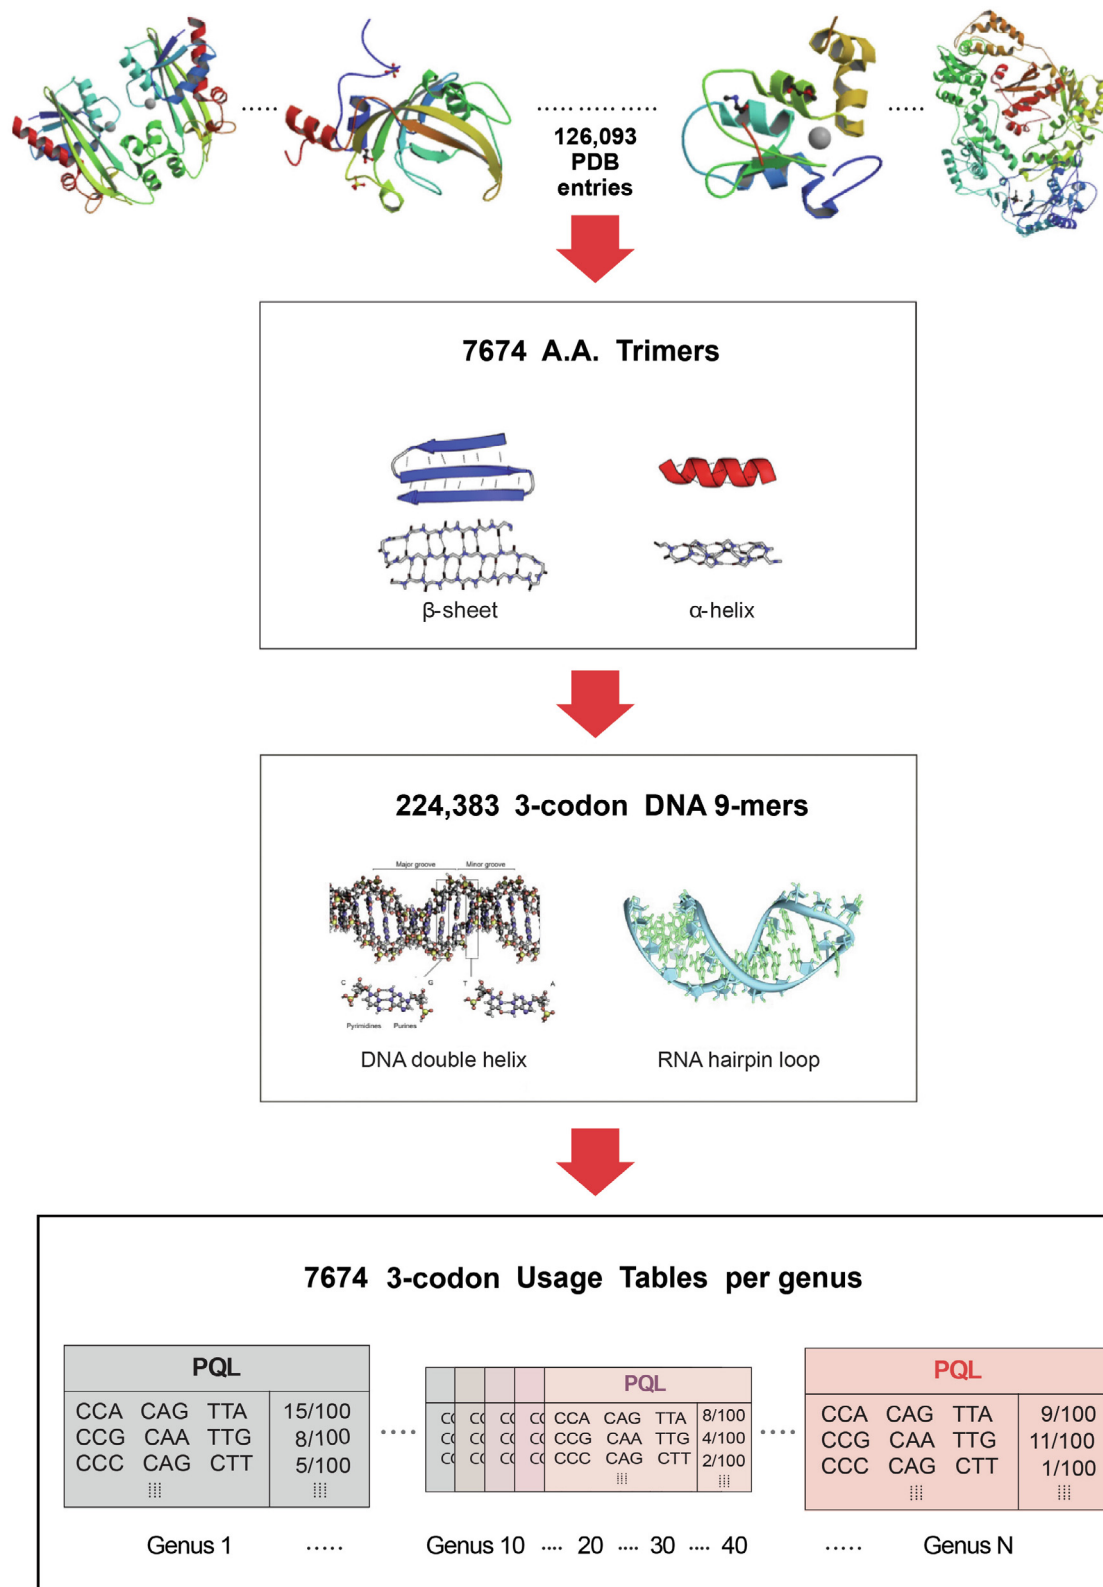 126,093
PDB
entries
7674 A.A. Trimers
β-sheet
α-helix
224,383 3-codon DNA 9-mers
Major groove
Minor groove
C
G
T
A
Pyrimidines
Purines
DNA double helix
RNA hairpin loop
7674 3-codon Usage Tables per genus
PQL
CCA CAG TTA 15/100
CCG CAA TTG 8/100
CCC CAG CTT 5/100
PQL
CCA CAG TTA 8/100
CCG CAA TTG 4/100
CCC CAG CTT 2/100
PQL
CCA CAG TTA 9/100
CCG CAA TTG 11/100
CCC CAG CTT 1/100
Genus 1 ..... Genus 10 .... 20 .... 30 .... 40 ..... Genus N